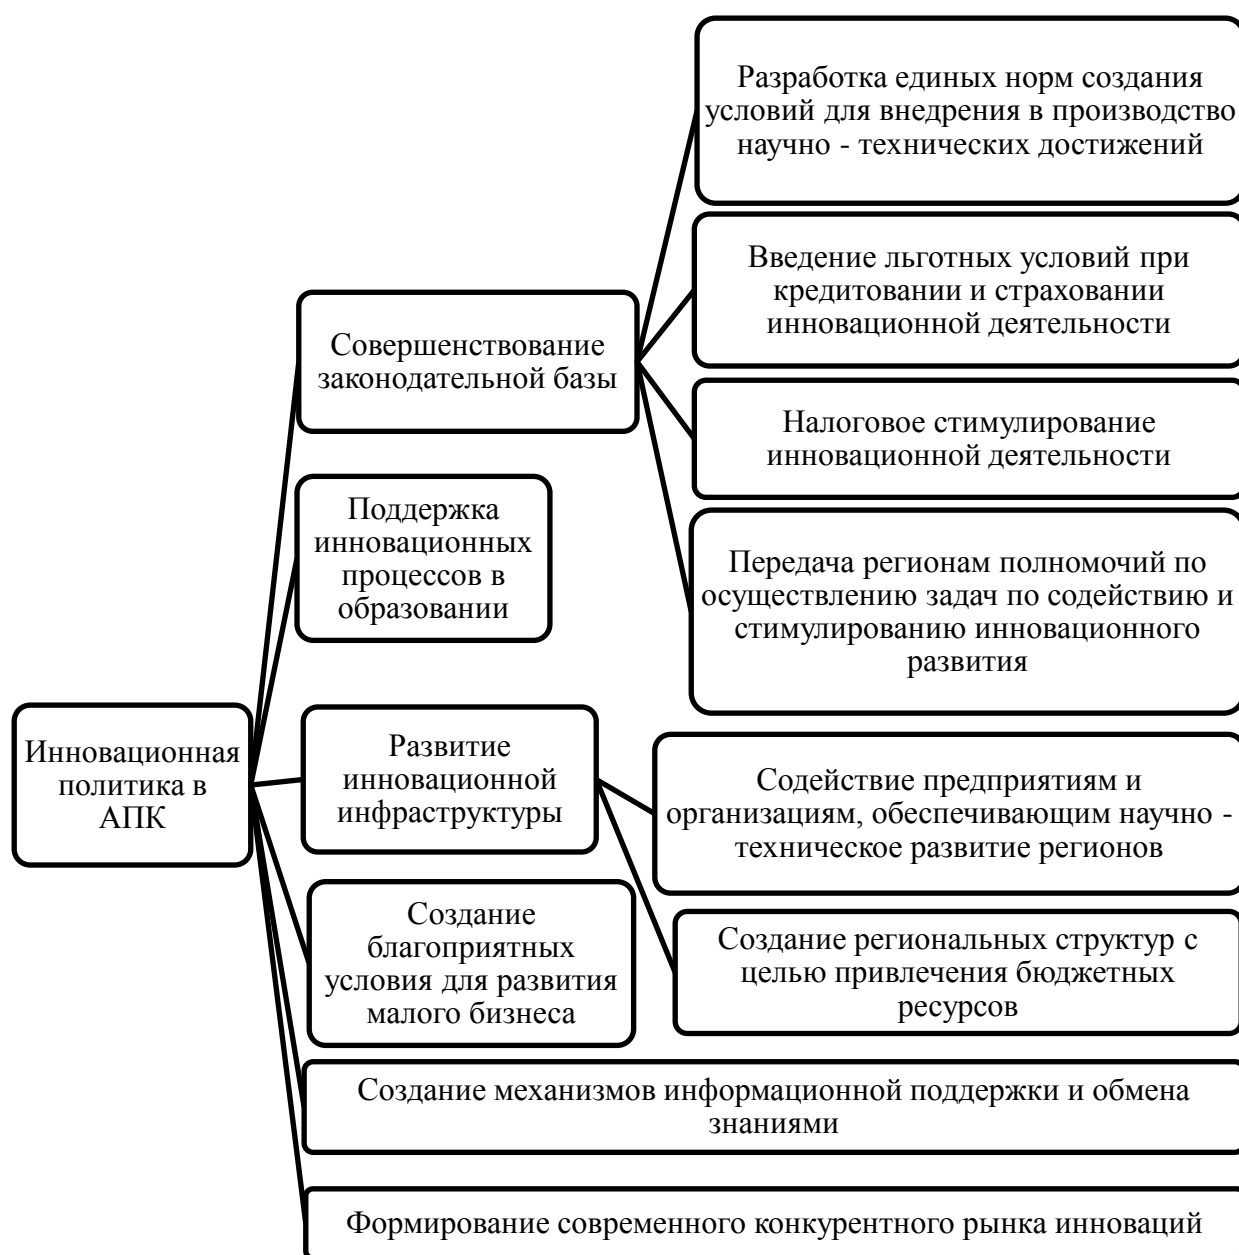 Разработка единых норм создания
условий для внедрения в производство
научно - технических достижений
Введение льготных условий при
кредитовании и страховании
инновационной деятельности
Совершенствование
законодательной базы
Налоговое стимулирование
инновационной деятельности
Поддержка
инновационных
процессов в
образовании
Передача регионам полномочий по
осуществлению задач по содействию и
стимулированию инновационного
развития
Инновационная
политика в
АПК
Развитие
инновационной
инфраструктуры
Содействие предприятиям и
организациям, обеспечивающим научно -
техническое развитие регионов
Создание
благоприятных
условия для развития
малого бизнеса
Создание региональных структур с
целью привлечения бюджетных
ресурсов
Создание механизмов информационной поддержки и обмена
знаниями
Формирование современного конкурентного рынка инноваций